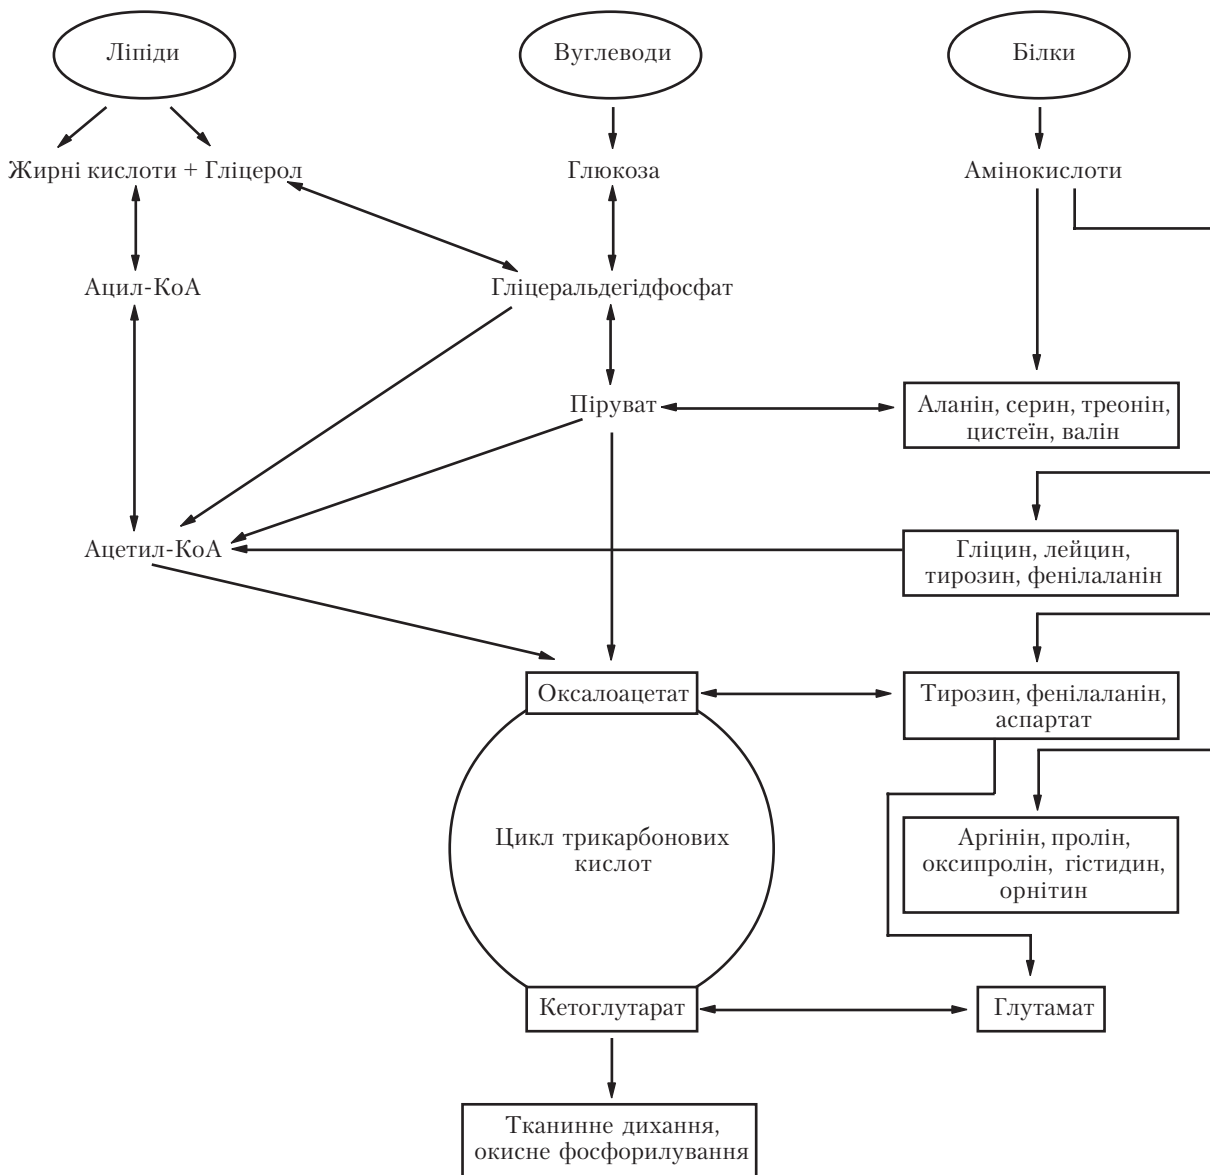 Ліпіди
Вуглеводи
Білки
Жирні кислоти + Гліцерол
Глюкоза
Амінокислоти
Ацил-КоА
Гліцеральдегідфосфат
Піруват
Аланін, серин, треонін,
цистеїн, валін
Ацетил-КоА
Гліцин, лейцин,
тирозин, фенілаланін
Оксалоацетат
Тирозин, фенілаланін,
аспартат
Цикл трикарбонових
кислот
Аргінін, пролін,
оксипролін, гістидин,
орнітин
Кетоглутарат
Глутамат
Тканинне дихання,
окисне фосфорилування